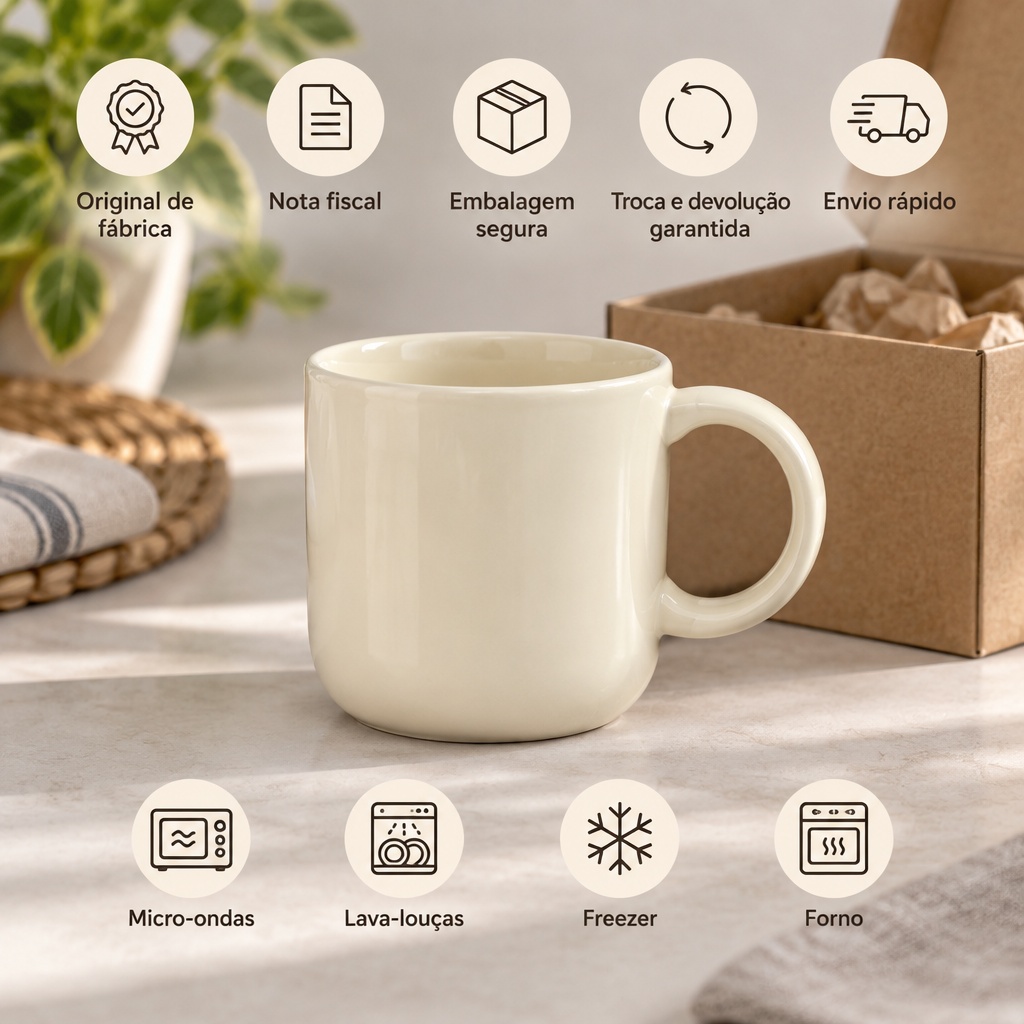 Original de
fábrica
Nota fiscal
Embalagem
segura
Troca e devolução
garantida
Envio rápido
Micro-ondas
Lava-louças
Freezer
Forno